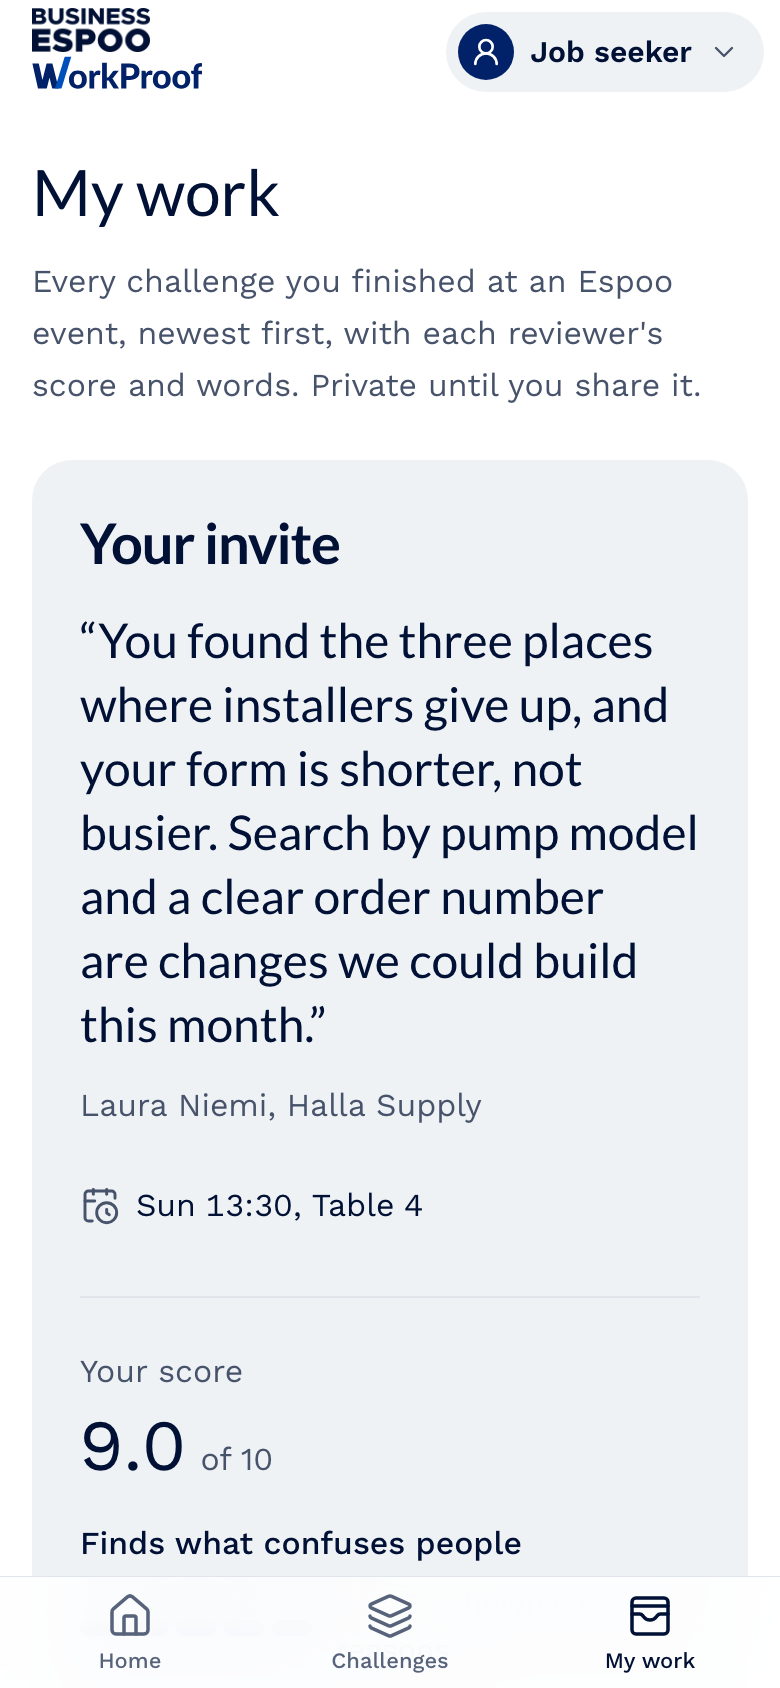 BUSINESS
ESPOO
WorkProof
Job seeker
My work
Every challenge you finished at an Espoo
event, newest first, with each reviewer's
score and words. Private until you share it.
Your invite
“You found the three places
where installers give up, and
your form is shorter, not
busier. Search by pump model
and a clear order number
are changes we could build
this month.”
Laura Niemi, Halla Supply
Sun 13:30, Table 4
Your score
9.0 of 10
Finds what confuses people
Home
Challenges
My work